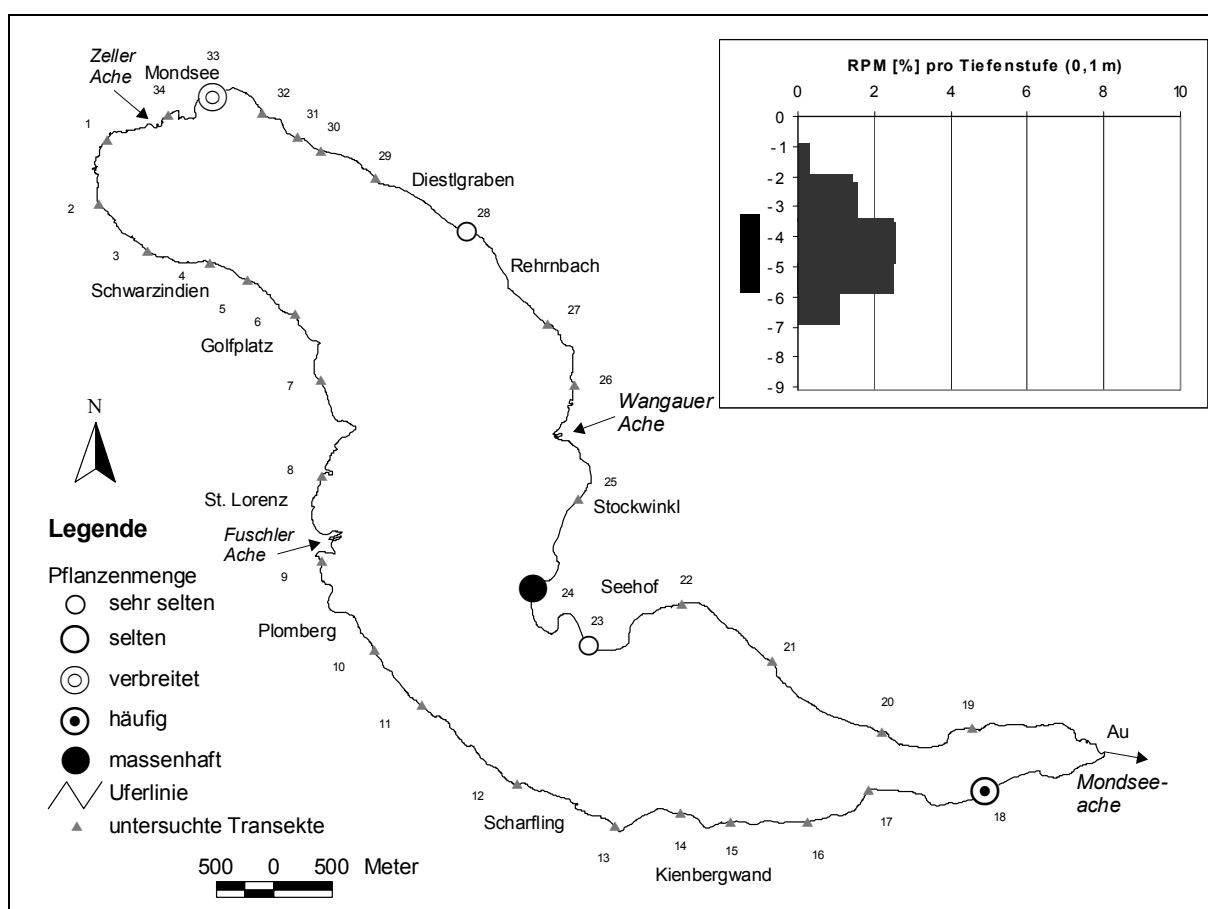 Zeller
Ache
Mondsee
33
34
32
31
30
29
1
2
3
4
5
6
7
8
9
10
11
12
13
14
15
16
17
18
19
20
21
22
23
24
25
26
27
28
Diestlgraben
Rehrnbach
Schwarzindien
Golfplatz
Wangauer
Ache
Stockwinkl
St. Lorenz
Fuschler
Ache
Seehof
Plomberg
Scharfling
Kienbergwand
Au
Mondsee-
ache
N
Legende
Pflanzenmenge
sehr selten
selten
verbreitet
häufig
massenhaft
Uferlinie
untersuchte Transekte
500 0 500 Meter
RPM [%] pro Tiefenstufe (0,1 m)
0 2 4 6 8 10
0
-1
-2
-3
-4
-5
-6
-7
-8
-9